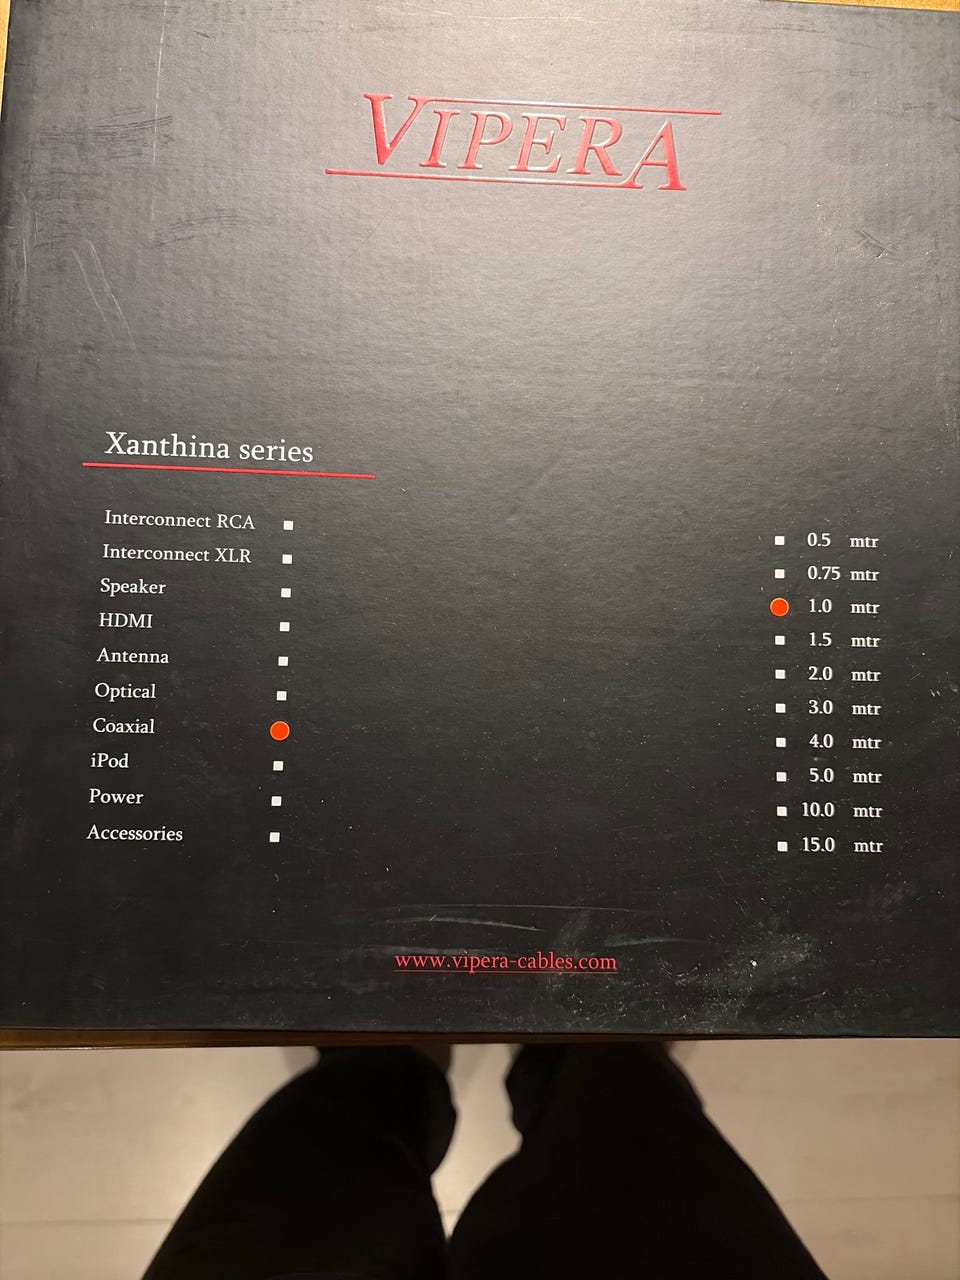 VIPERA
Xanthina series
Interconnect RCA
Interconnect XLR
Speaker
HDMI
Antenna
Optical
Coaxial
iPod
Power
Accessories
0.5 mtr
0.75 mtr
1.0 mtr
1.5 mtr
2.0 mtr
3.0 mtr
4.0 mtr
5.0 mtr
10.0 mtr
15.0 mtr
www.vipera-cables.com